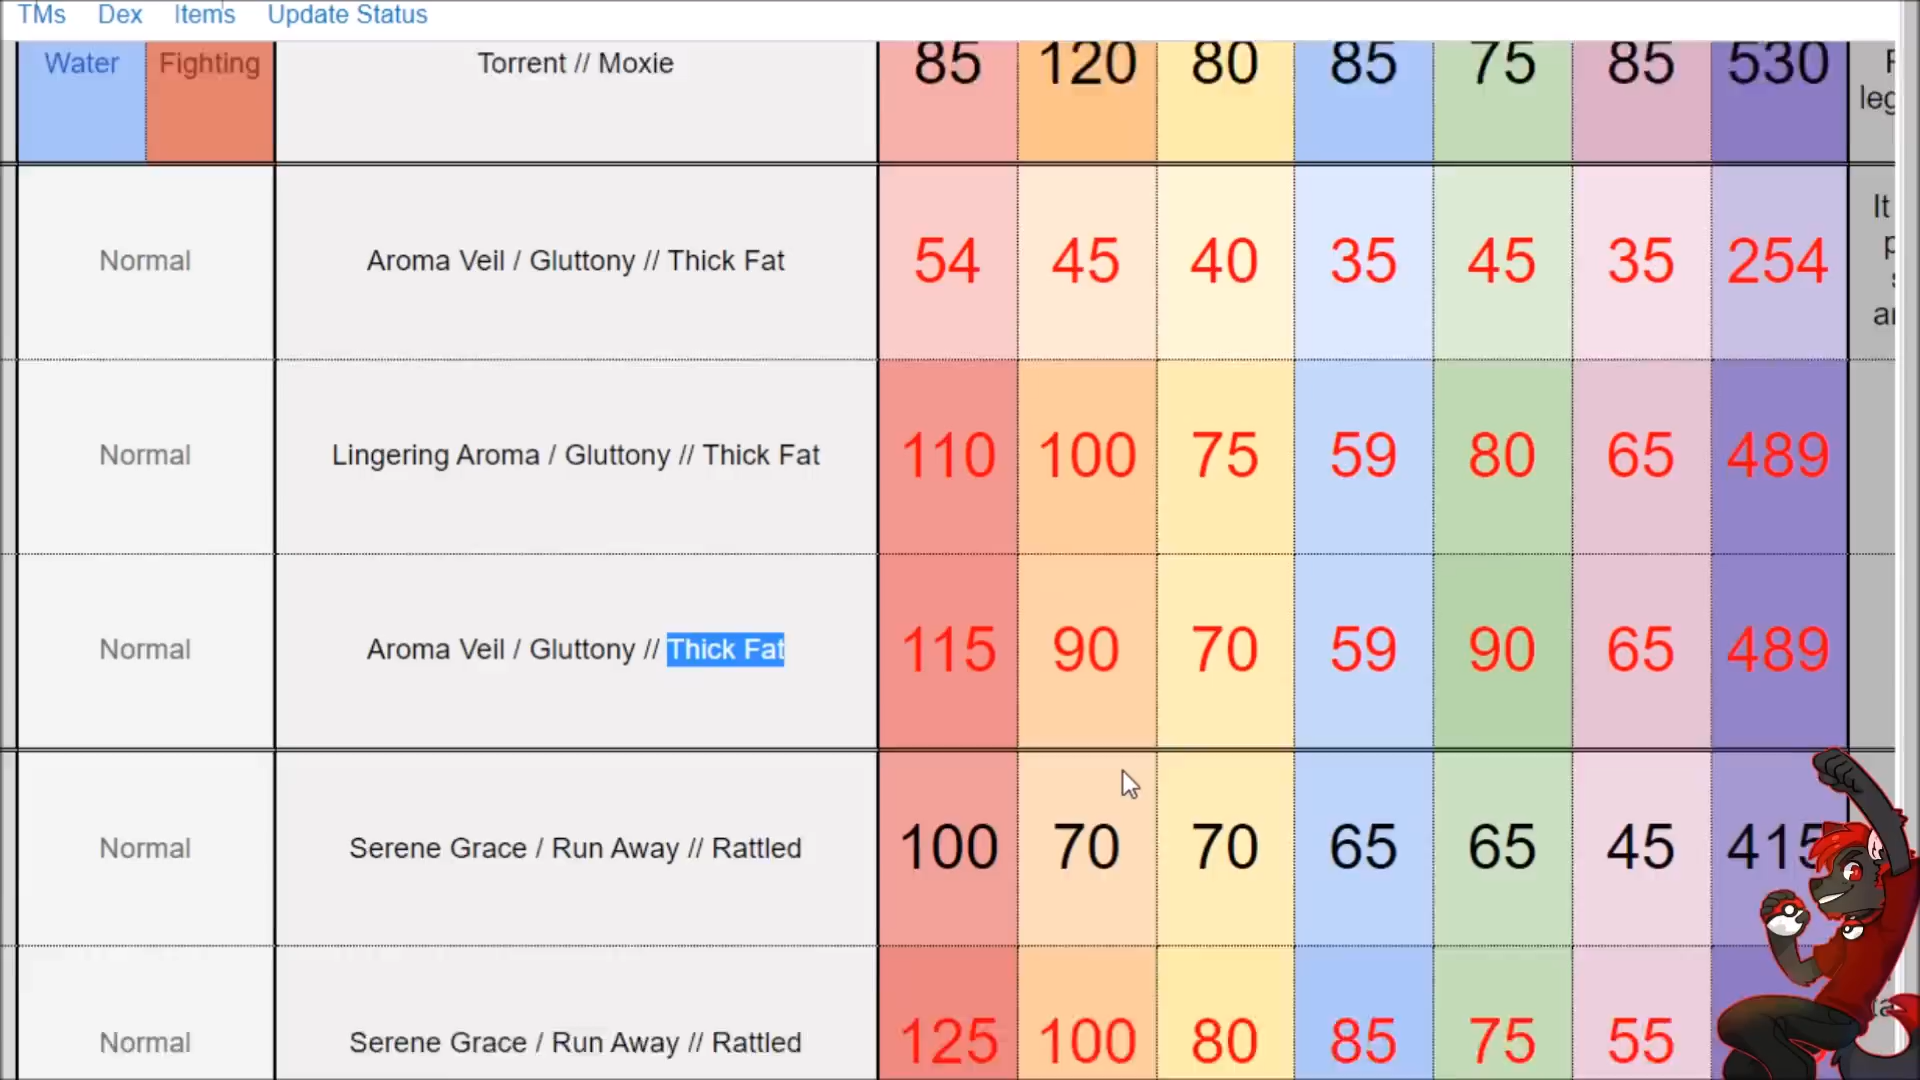 TMs Dex Items Update Status
Water Fighting Torrent // Moxie 85 120 80 85 75 85 530
leg
Normal Aroma Veil / Gluttony // Thick Fat 54 45 40 35 45 35 254 It
Normal Lingering Aroma / Gluttony // Thick Fat 110 100 75 59 80 65 489
Normal Aroma Veil / Gluttony // Thick Fat 115 90 70 59 90 65 489
Normal Serene Grace / Run Away // Rattled 100 70 70 65 65 45 415
Normal Serene Grace / Run Away // Rattled 125 100 80 85 75 55